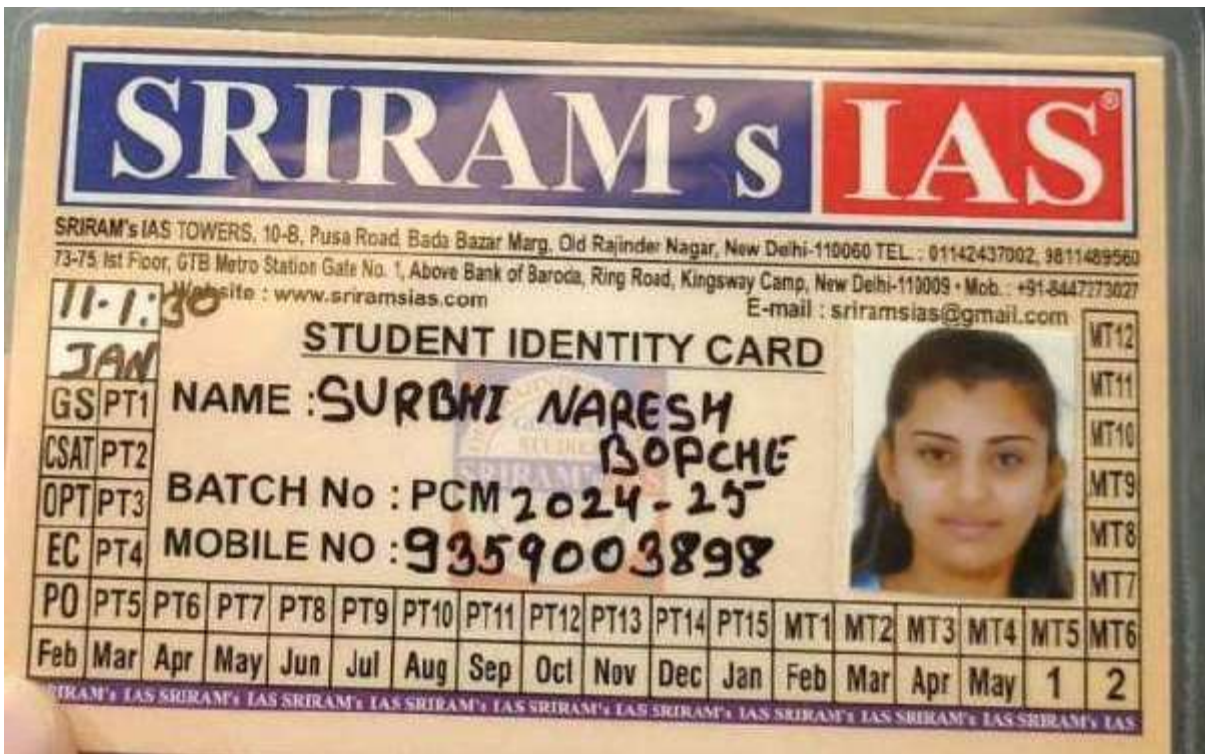 SRIRAM's IAS®
SRIRAM's IAS TOWERS, 10-B, Pusa Road Bada Bazar Marg, Old Rajinder Nagar, New Delhi-110060 TEL. : 01142437002, 9811489560
73-75 Ist Floor, GTB Metro Station Gate No. 1, Above Bank of Baroda, Ring Road, Kingsway Camp, New Delhi-110009 • Mob. : +91-8447273027
Website : www.sriramsias.com
E-mail : sriramsias@gmail.com
11-1:30
JAN
STUDENT IDENTITY CARD
NAME : SURBHI NARESH
BOPCHE
BATCH No : PCM 2024-25
MOBILE NO : 9359003898
GS PT1
CSAT PT2
OPT PT3
EC PT4
MT12
MT11
MT10
MT9
MT8
MT7
PO PT5 PT6 PT7 PT8 PT9 PT10 PT11 PT12 PT13 PT14 PT15 MT1 MT2 MT3 MT4 MT5 MT6
Feb Mar Apr May Jun Jul Aug Sep Oct Nov Dec Jan Feb Mar Apr May 1 2
SRIRAM's IAS SRIRAM's IAS SRIRAM's IAS SRIRAM's IAS SRIRAM's IAS SRIRAM's IAS SRIRAM's IAS SRIRAM's IAS SRIRAM's IAS SRIRAM's IAS